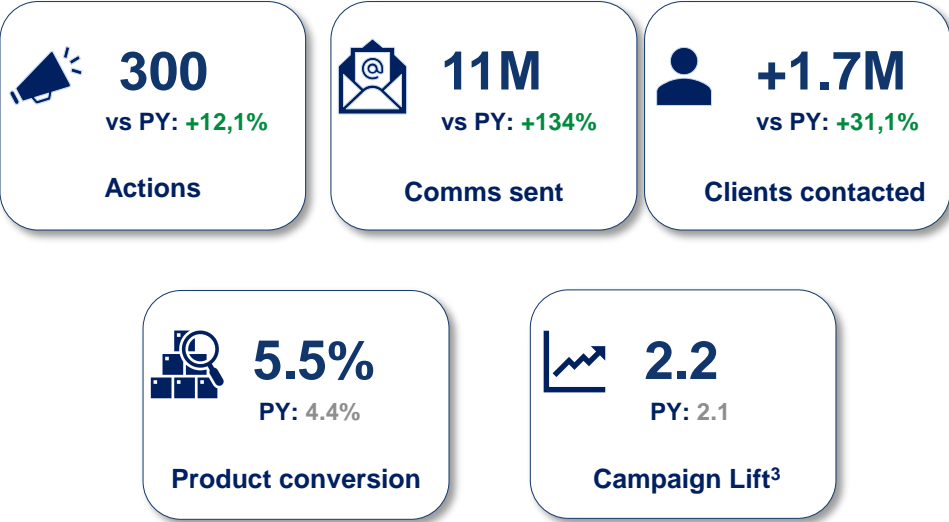 300
vs PY: +12,1%
Actions
@
11M
vs PY: +134%
Comms sent
+1.7M
vs PY: +31,1%
Clients contacted
5.5%
PY: 4.4%
Product conversion
2.2
PY: 2.1
Campaign Lift³